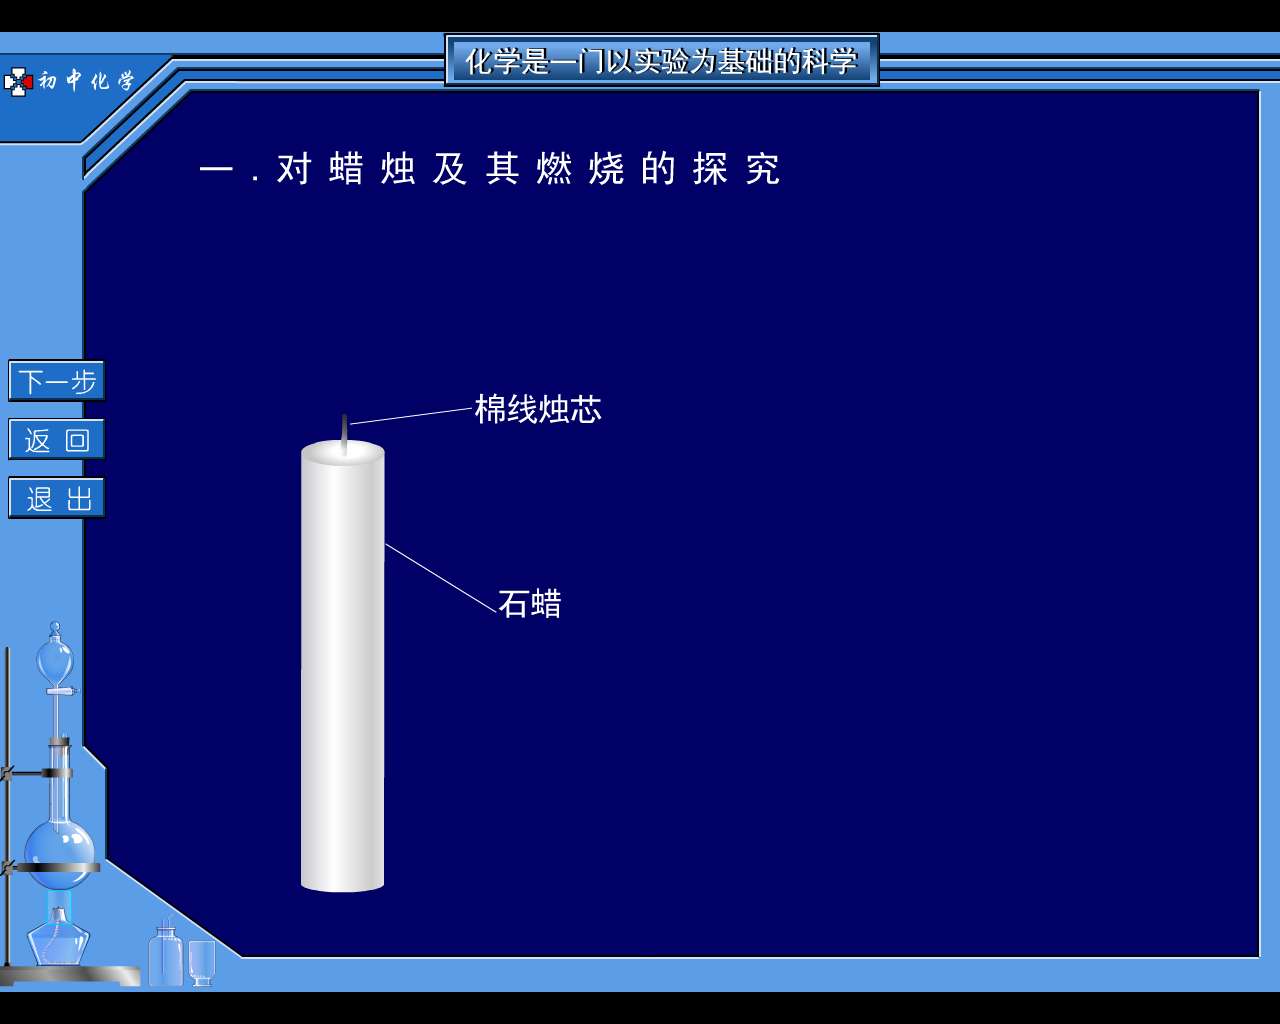 化学是一门以实验为基础的科学
初中化学
一.对蜡烛及其燃烧的探究
下一步
棉线烛芯
返回
退出
石蜡